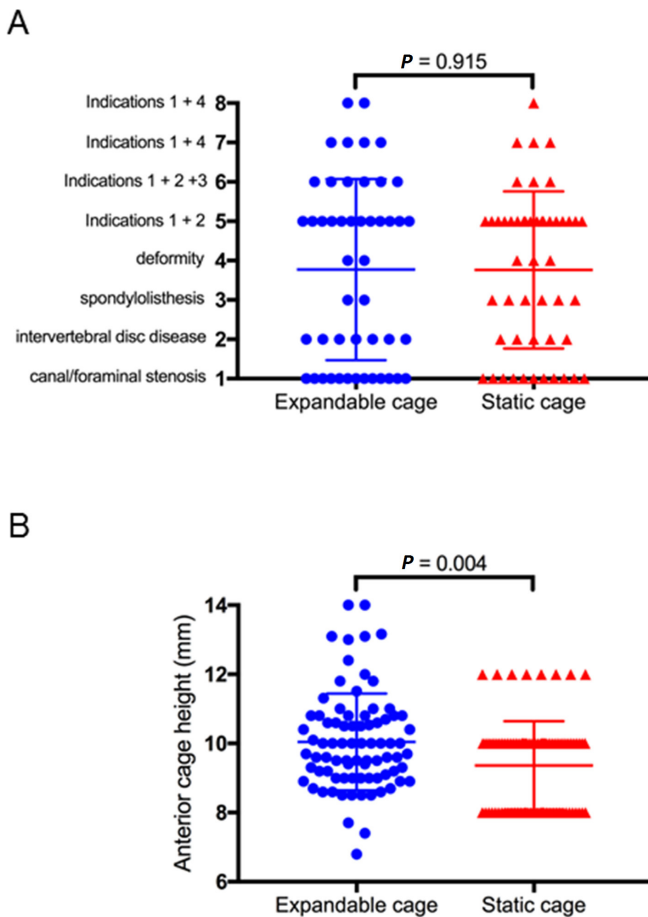 A
P = 0.915
Indications 1 + 4 8
Indications 1 + 4 7
Indications 1 + 2 +3 6
Indications 1 + 2 5
deformity 4
spondylolisthesis 3
intervertebral disc disease 2
canal/foraminal stenosis 1
Expandable cage Static cage
B
P = 0.004
Anterior cage height (mm)
14
12
10
8
6
Expandable cage Static cage